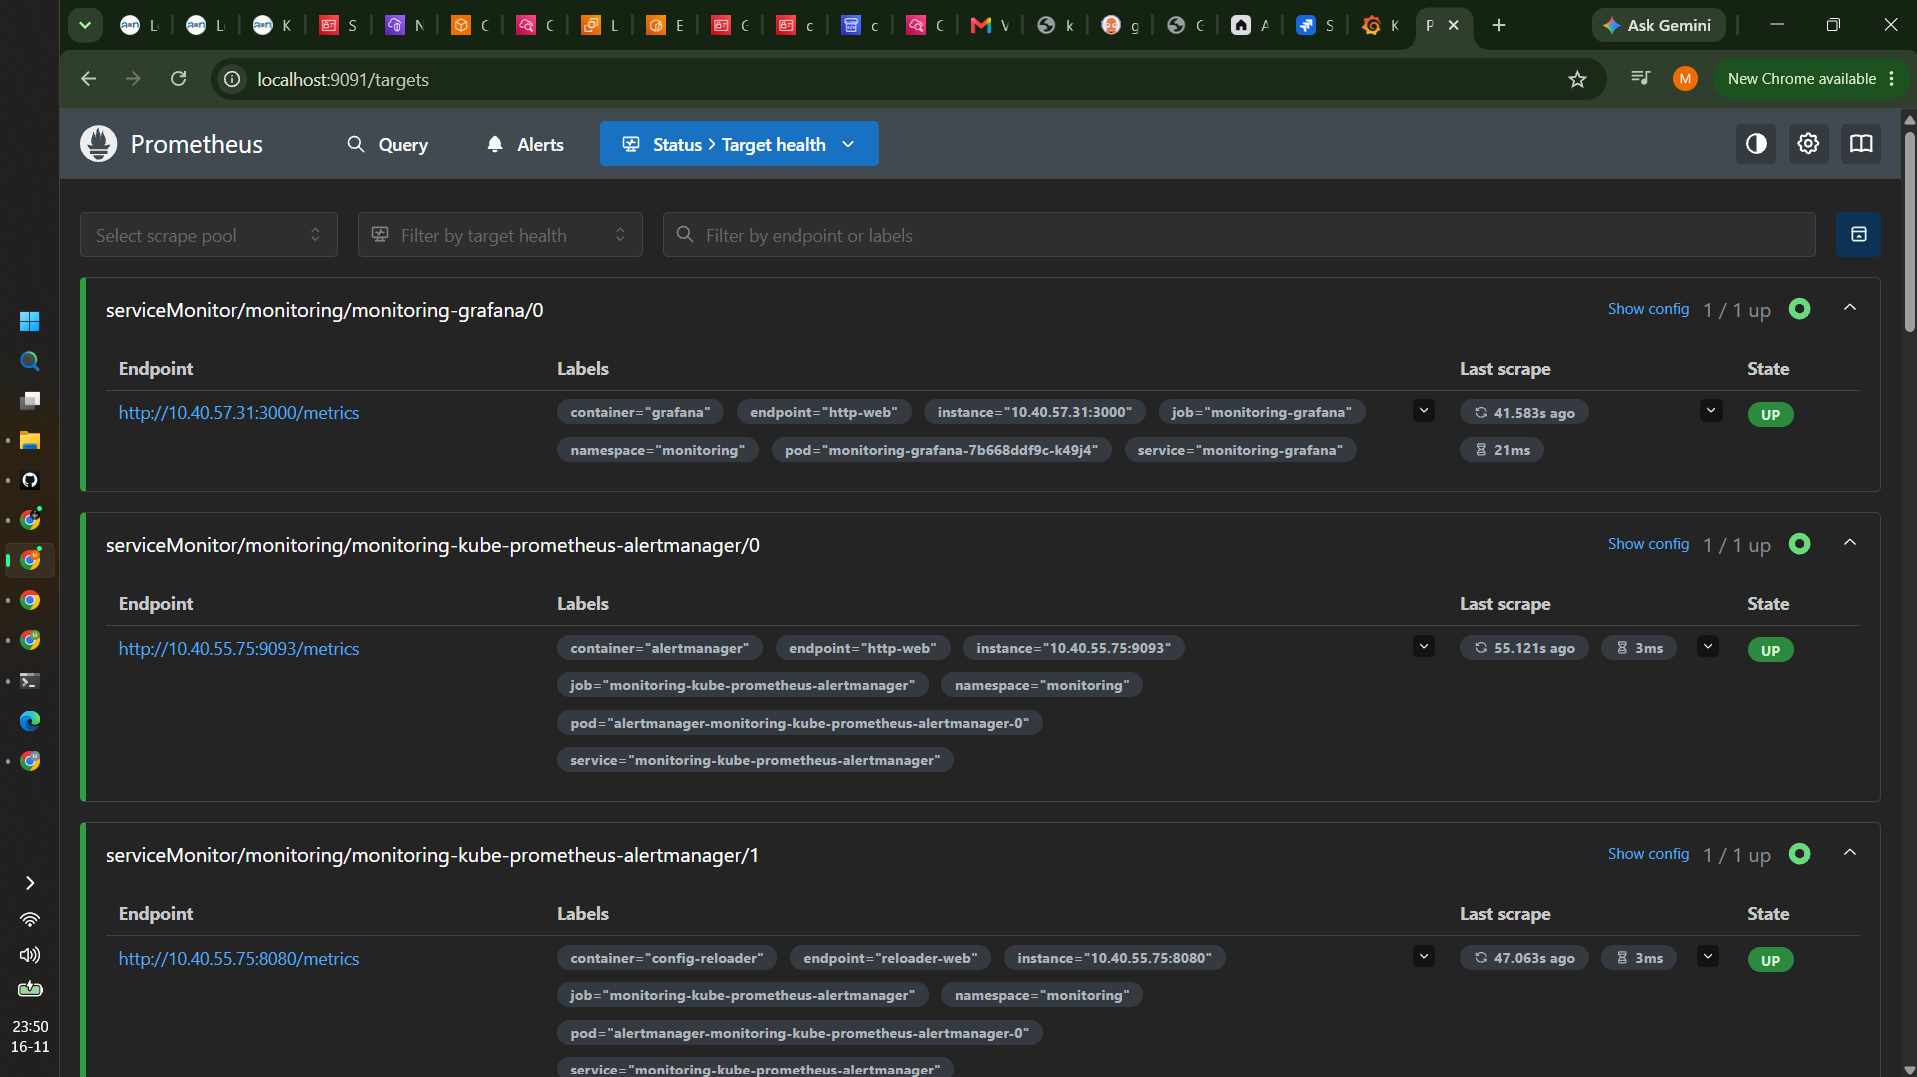 Ask Gemini
localhost:9091/targets
New Chrome available
Prometheus
Query
Alerts
Status > Target health
Select scrape pool
Filter by target health
Filter by endpoint or labels
serviceMonitor/monitoring/monitoring-grafana/0
Show config
1 / 1 up
Endpoint Labels Last scrape State
http://10.40.57.31:3000/metrics
container="grafana" endpoint="http-web" instance="10.40.57.31:3000" job="monitoring-grafana"
41.583s ago
UP
namespace="monitoring" pod="monitoring-grafana-7b668ddf9c-k49j4" service="monitoring-grafana"
21ms
serviceMonitor/monitoring/monitoring-kube-prometheus-alertmanager/0
Show config
1 / 1 up
Endpoint Labels Last scrape State
http://10.40.55.75:9093/metrics
container="alertmanager" endpoint="http-web" instance="10.40.55.75:9093"
55.121s ago
3ms
UP
job="monitoring-kube-prometheus-alertmanager" namespace="monitoring"
pod="alertmanager-monitoring-kube-prometheus-alertmanager-0"
service="monitoring-kube-prometheus-alertmanager"
serviceMonitor/monitoring/monitoring-kube-prometheus-alertmanager/1
Show config
1 / 1 up
Endpoint Labels Last scrape State
http://10.40.55.75:8080/metrics
container="config-reloader" endpoint="reloader-web" instance="10.40.55.75:8080"
47.063s ago
3ms
UP
job="monitoring-kube-prometheus-alertmanager" namespace="monitoring"
pod="alertmanager-monitoring-kube-prometheus-alertmanager-0"
service="monitoring-kube-prometheus-alertmanager"
23:50
16-11